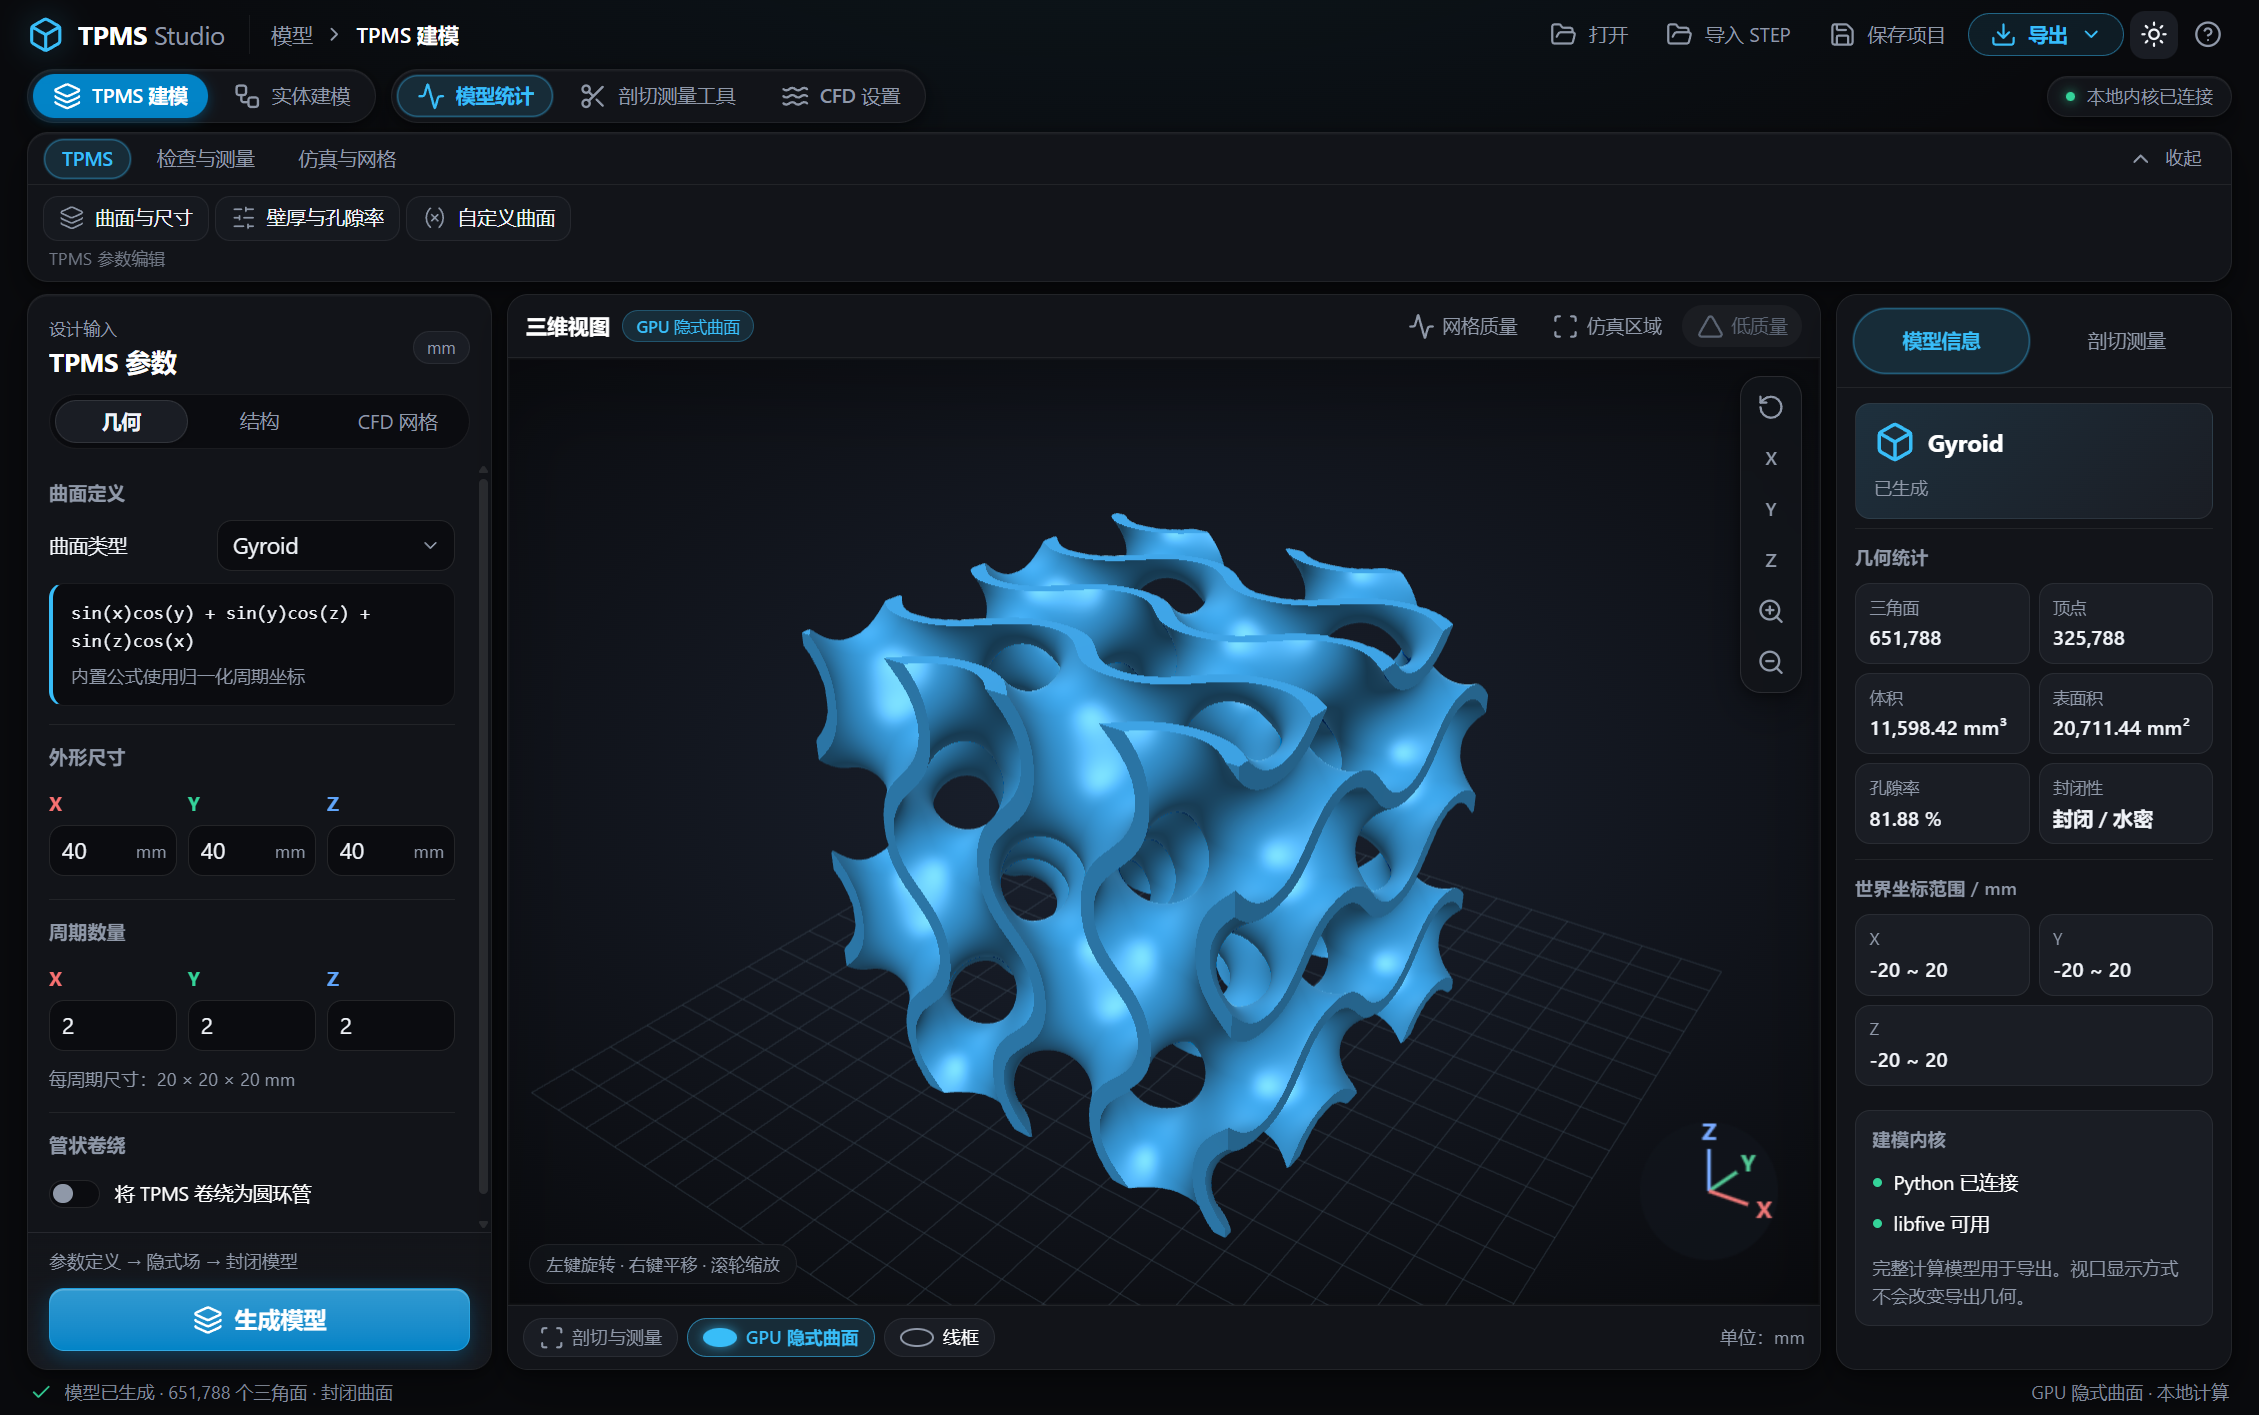 TPMS Studio 模型 > TPMS 建模 打开 导入 STEP 保存项目 导出
TPMS 建模 实体建模 模型统计 剖切测量工具 CFD 设置 本地内核已连接
TPMS 检查与测量 仿真与网格 收起
曲面与尺寸 壁厚与孔隙率 (×) 自定义曲面
TPMS 参数编辑
设计输入
TPMS 参数
mm
几何 结构 CFD 网格
曲面定义
曲面类型 Gyroid
sin(x)cos(y) + sin(y)cos(z) +
sin(z)cos(x)
内置公式使用归一化周期坐标
外形尺寸
X Y Z
40 mm 40 mm 40 mm
周期数量
X Y Z
2 2 2
每周期尺寸：20 × 20 × 20 mm
管状卷绕
将 TPMS 卷绕为圆环管
参数定义 → 隐式场 → 封闭模型
生成模型
三维视图 GPU 隐式曲面 网格质量 仿真区域 低质量
X
Y
Z
Z
Y
X
左键旋转 · 右键平移 · 滚轮缩放
剖切与测量 GPU 隐式曲面 线框 单位：mm
模型信息 剖切测量
Gyroid
已生成
几何统计
三角面 顶点
651,788 325,788
体积 表面积
11,598.42 mm³ 20,711.44 mm²
孔隙率 封闭性
81.88 % 封闭 / 水密
世界坐标范围 / mm
X Y
-20 ~ 20 -20 ~ 20
Z
-20 ~ 20
建模内核
Python 已连接
libfive 可用
完整计算模型用于导出。视口显示方式
不会改变导出几何。
模型已生成 · 651,788 个三角面 · 封闭曲面 GPU 隐式曲面 · 本地计算